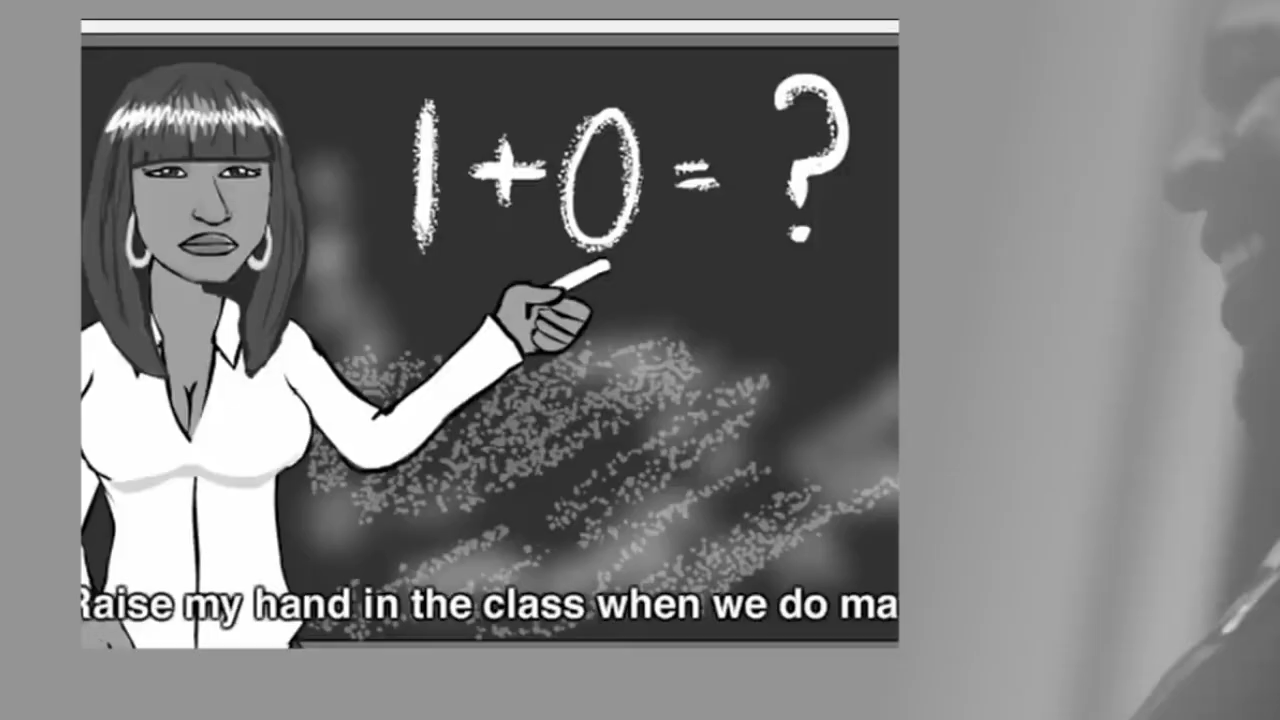 1+0 = ?
Raise my hand in the class when we do ma